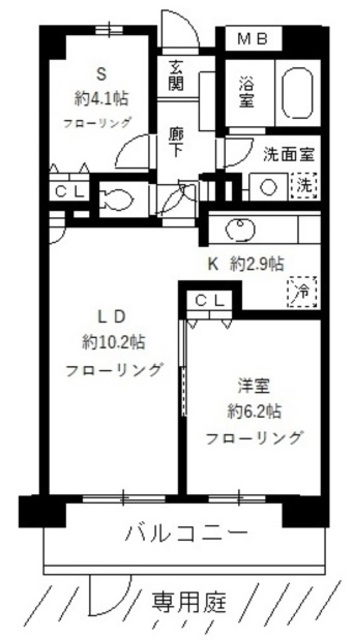 MB
S
約4.1帖
フローリング
玄関
浴室
廊下
洗面室
洗
CL
K 約2.9帖
冷
CL
LD
約10.2帖
フローリング
洋室
約6.2帖
フローリング
バルコニー
専用庭